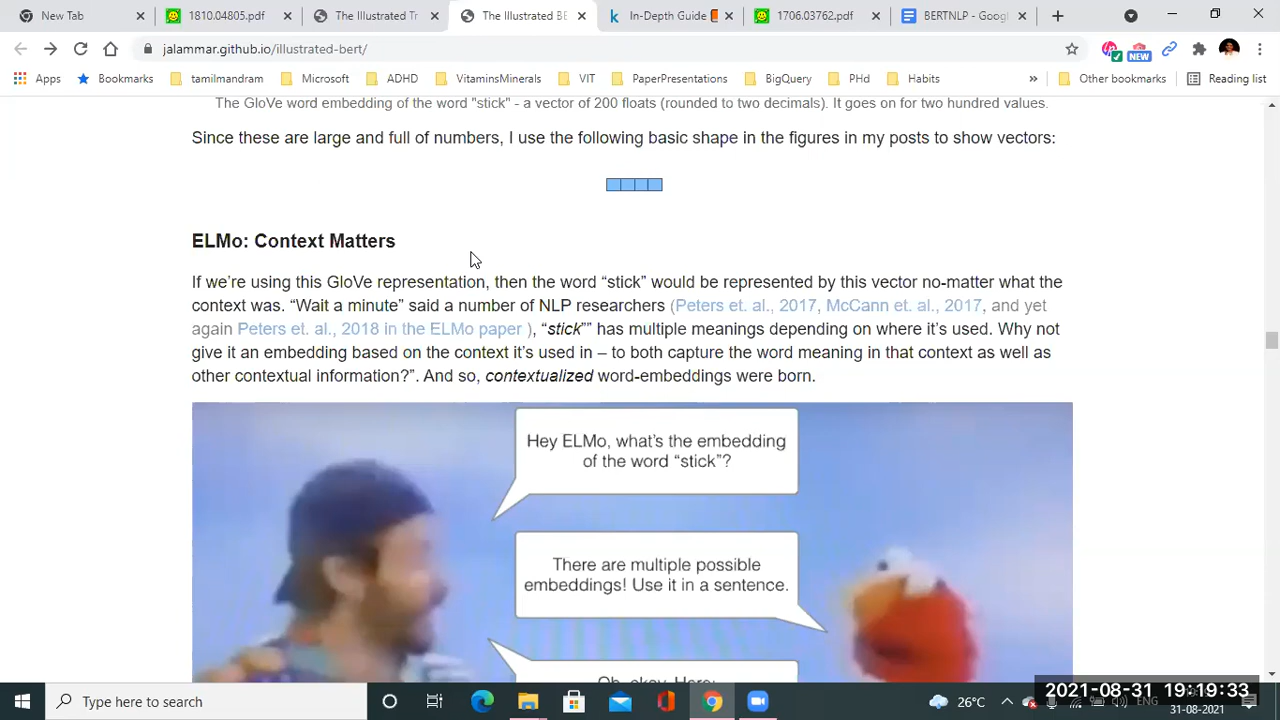 New Tab
1810.04805.pdf
The Illustrated Tr
The Illustrated BE
In-Depth Guide
1706.03762.pdf
BERTNLP - Googl
jalammar.github.io/illustrated-bert/
NEW
Apps
Bookmarks
tamilmandram
Microsoft
ADHD
VitaminsMinerals
VIT
PaperPresentations
BigQuery
PHd
Habits
»
Other bookmarks
Reading list
The GloVe word embedding of the word "stick" - a vector of 200 floats (rounded to two decimals). It goes on for two hundred values.
Since these are large and full of numbers, I use the following basic shape in the figures in my posts to show vectors:
ELMo: Context Matters
If we’re using this GloVe representation, then the word “stick” would be represented by this vector no-matter what the
context was. “Wait a minute” said a number of NLP researchers (Peters et. al., 2017, McCann et. al., 2017, and yet
again Peters et. al., 2018 in the ELMo paper ), “stick”” has multiple meanings depending on where it’s used. Why not
give it an embedding based on the context it’s used in – to both capture the word meaning in that context as well as
other contextual information?”. And so, contextualized word-embeddings were born.
Hey ELMo, what’s the embedding
of the word “stick”?
There are multiple possible
embeddings! Use it in a sentence.
Oh, okay. Here:
Type here to search
26°C
2021-08-31 19:19:33
ENG
31-08-2021